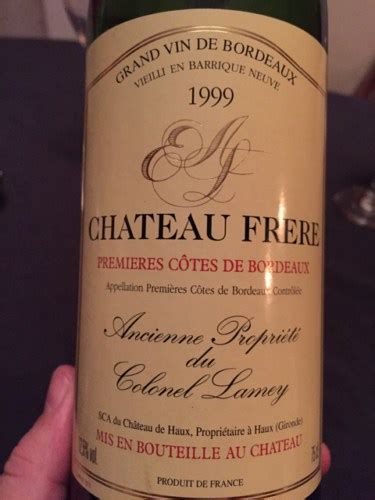 GRAND VIN DE BORDEAUX
VIEILLI EN BARRIQUE NEUVE
1999
CHATEAU FRERE
PREMIERES CÔTES DE BORDEAUX
Appellation Premières Côtes de Bordeaux Contrôlée
Ancienne Propriété
du
Colonel Lamey
SCA du Château de Haux, Propriétaire à Haux (Gironde)
MIS EN BOUTEILLE AU CHATEAU
PRODUCE OF FRANCE